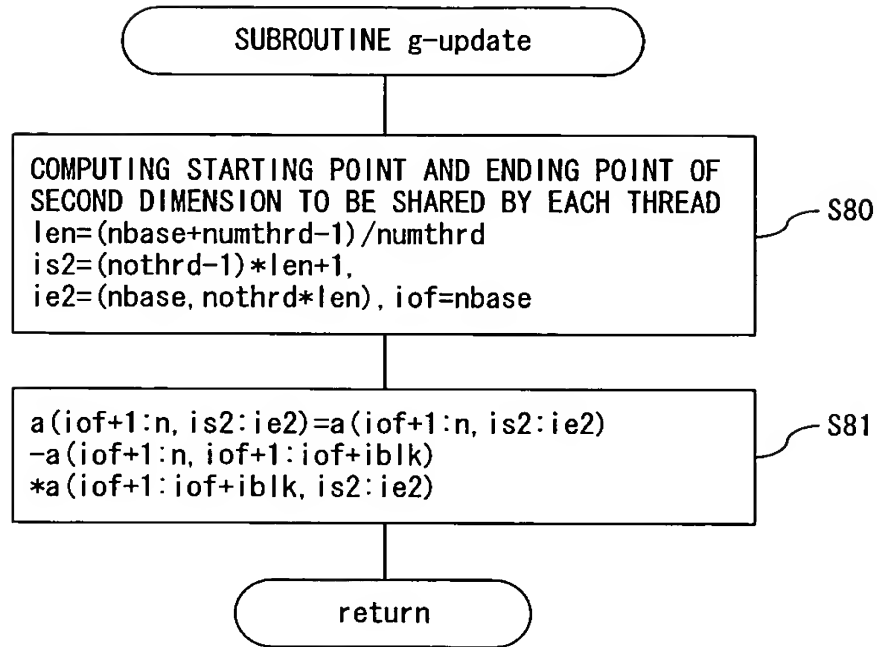 SUBROUTINE g-update
COMPUTING STARTING POINT AND ENDING POINT OF
SECOND DIMENSION TO BE SHARED BY EACH THREAD
len=(nbase+numthrd-1)/numthrd
is2=(nothrd-1)*len+1,
ie2=(nbase,nothrd*len),iof=nbase
S80
a(iof+1:n,is2:ie2)=a(iof+1:n,is2:ie2)
-a(iof+1:n,iof+1:iof+iblk)
*a(iof+1:iof+iblk,is2:ie2)
S81
return